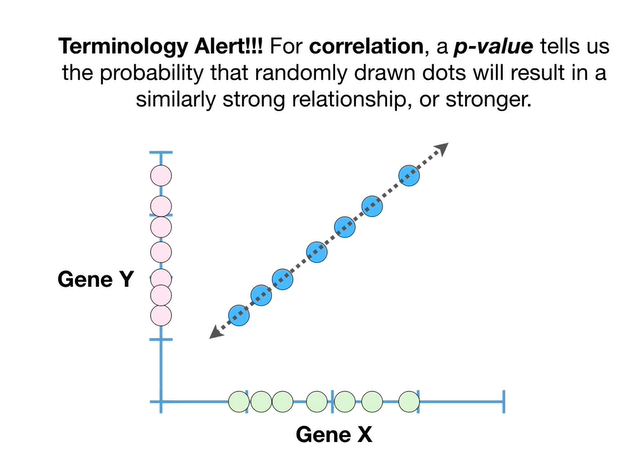 Terminology Alert!!! For correlation, a p-value tells us
the probability that randomly drawn dots will result in a
similarly strong relationship, or stronger.
Gene Y
Gene X